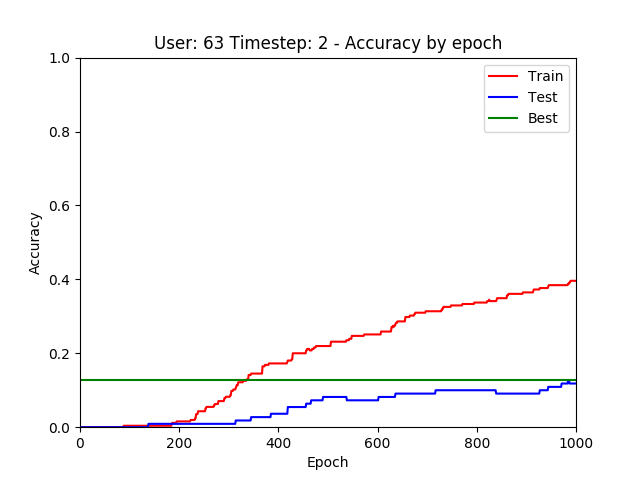 User: 63 Timestep: 2 - Accuracy by epoch
1.0
0.8
0.6
0.4
0.2
0.0
Accuracy
Train
Test
Best
0 200 400 600 800 1000
Epoch